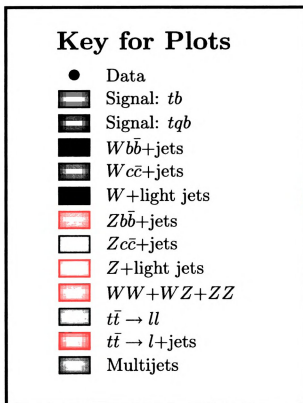 Key for Plots
Data
Signal: tb
Signal: tqb
Wbb̄+jets
Wcc̄+jets
W+light jets
Zbb̄+jets
Zcc̄+jets
Z+light jets
WW+WZ+ZZ
tt̄ → ll
tt̄ → l+jets
Multijets